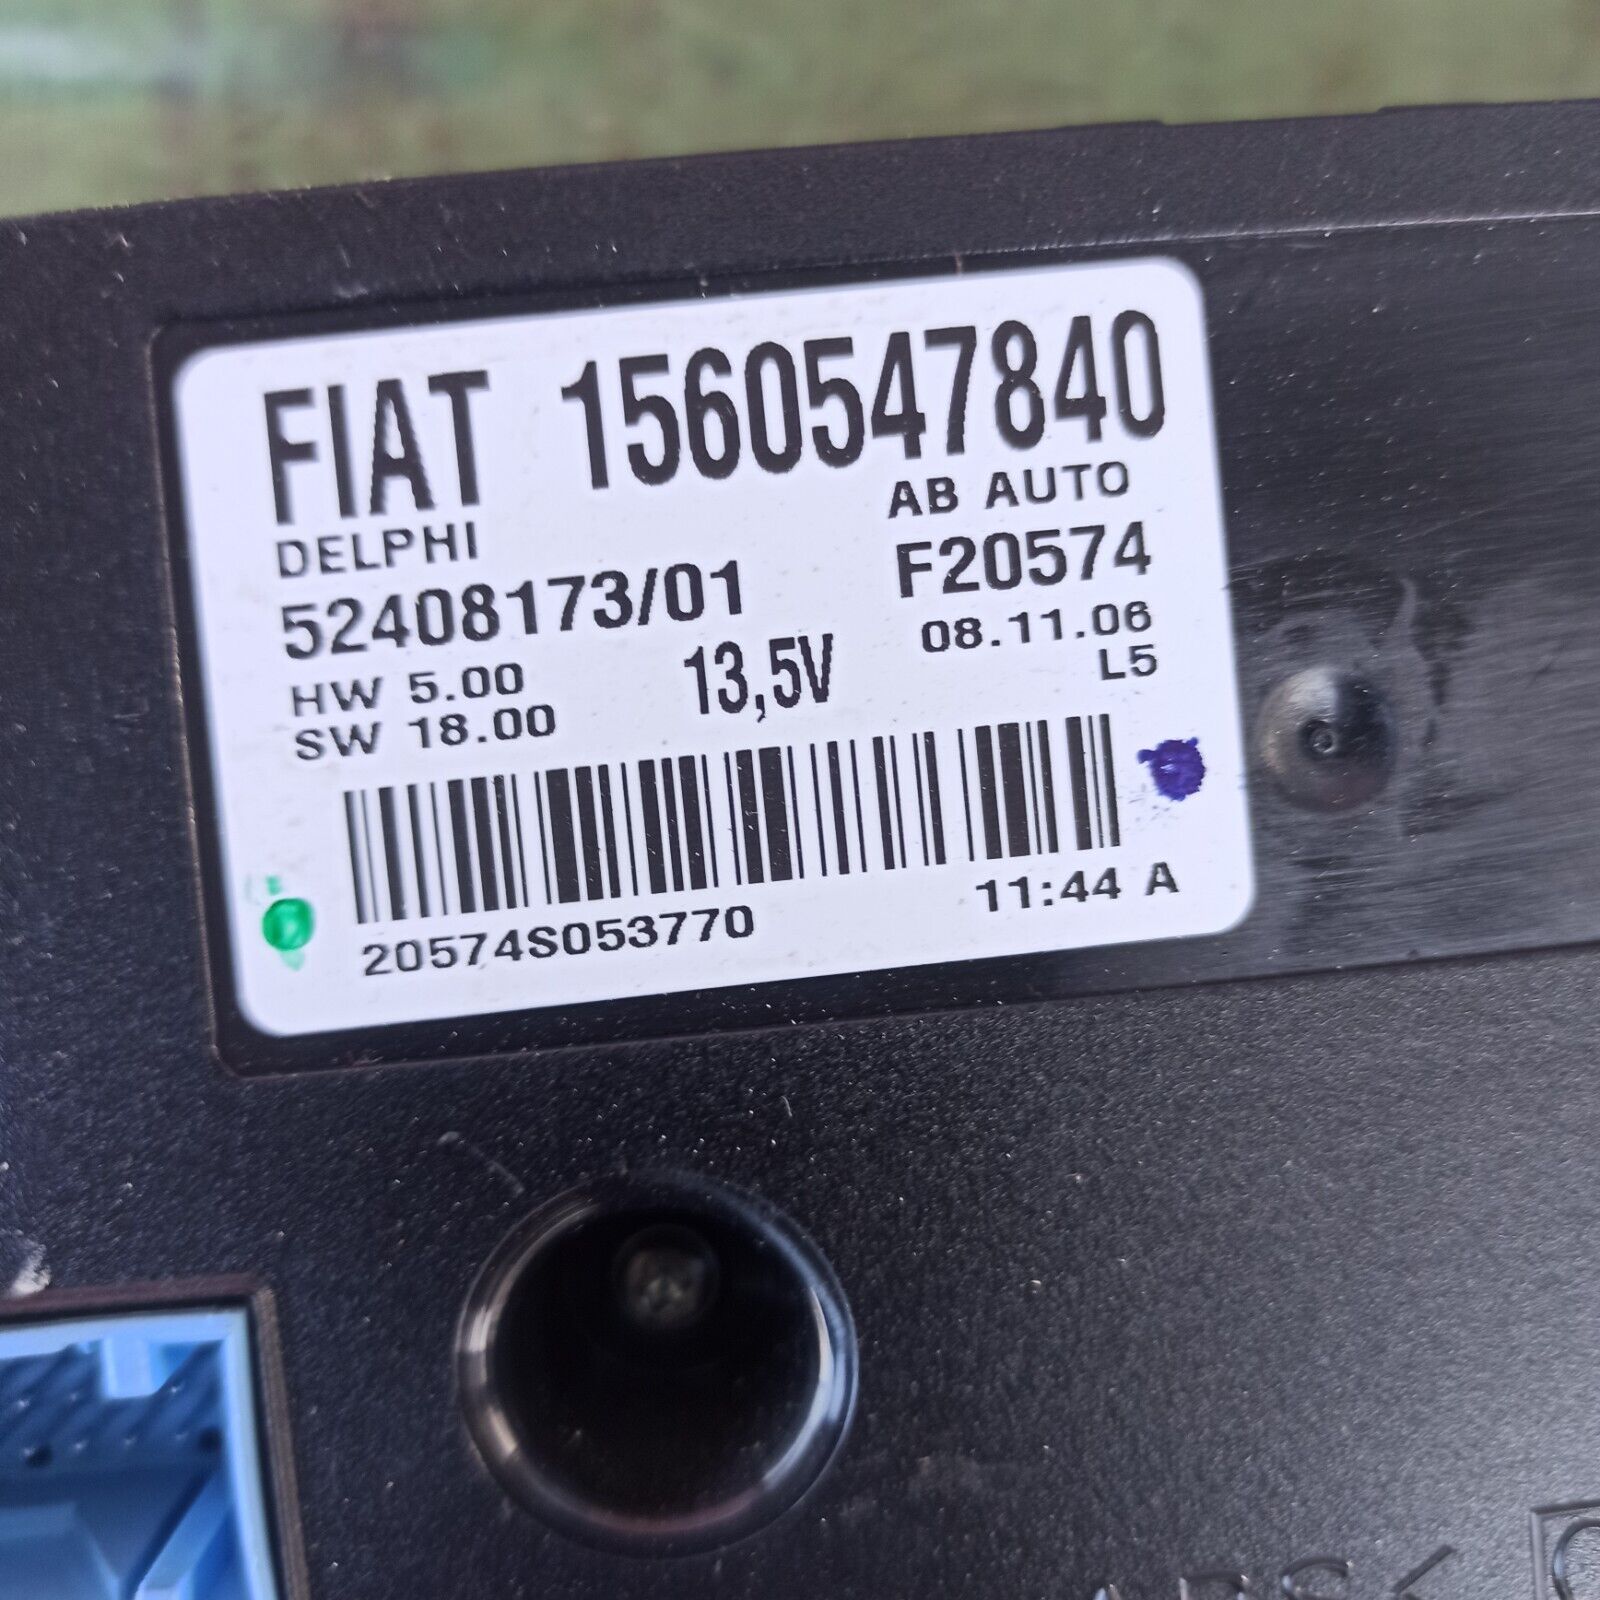 FIAT 1560547840
DELPHI AB AUTO
52408173/01 F20574
HW 5.00 13,5V 08.11.06
SW 18.00 L5
20574S053770 11:44 A